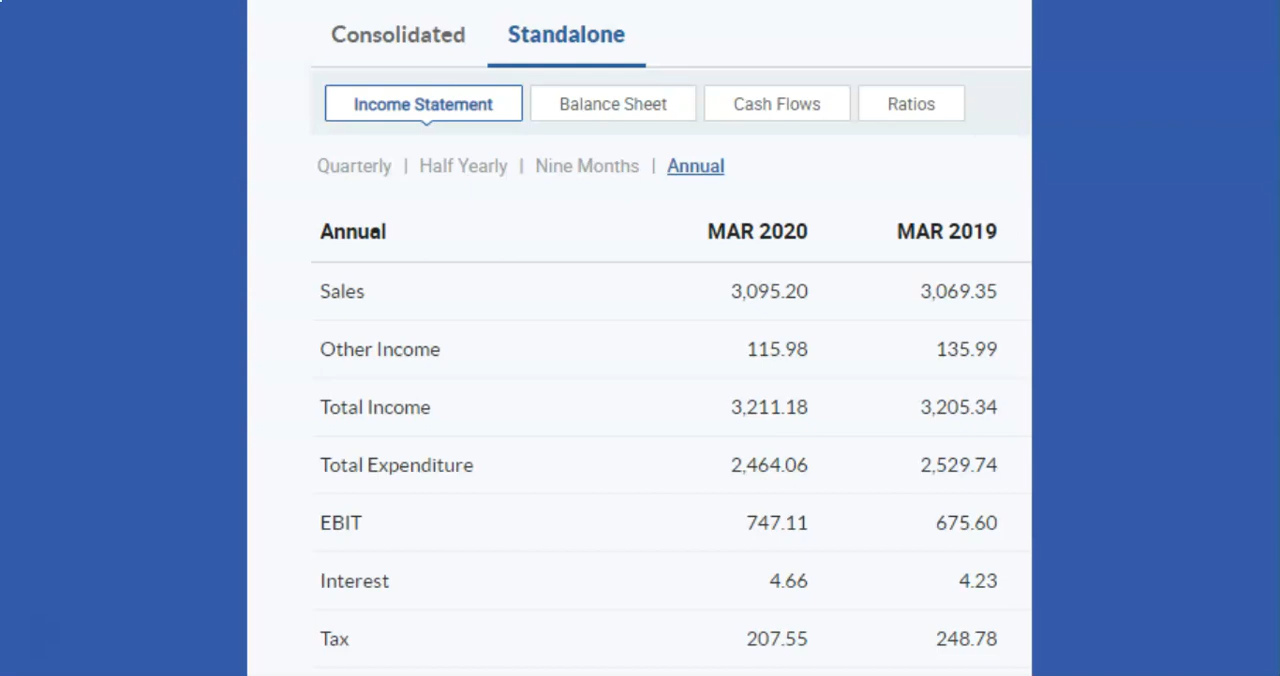 Consolidated Standalone
Income Statement Balance Sheet Cash Flows Ratios
Quarterly | Half Yearly | Nine Months | Annual
Annual MAR 2020 MAR 2019
Sales 3,095.20 3,069.35
Other Income 115.98 135.99
Total Income 3,211.18 3,205.34
Total Expenditure 2,464.06 2,529.74
EBIT 747.11 675.60
Interest 4.66 4.23
Tax 207.55 248.78